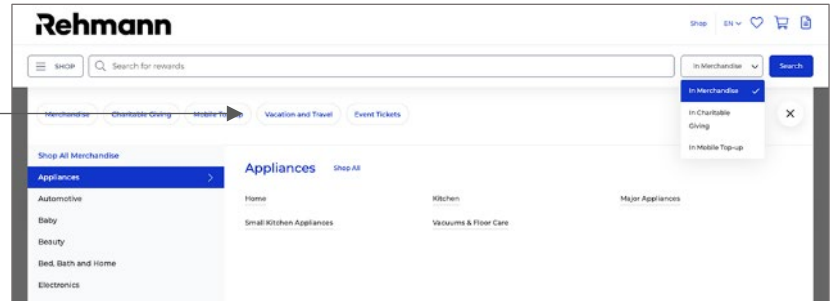 Rehmann
Shop EN
SHOP Search for rewards In Merchandise Search
In Merchandise
In Charitable
Giving
In Mobile Top-up
Merchandise Charitable Giving Mobile Top-up Vacation and Travel Event Tickets
Shop All Merchandise
Appliances
Automotive
Baby
Beauty
Bed, Bath and Home
Electronics
Appliances Shop All
Home Kitchen Major Appliances
Small Kitchen Appliances Vacuums & Floor Care